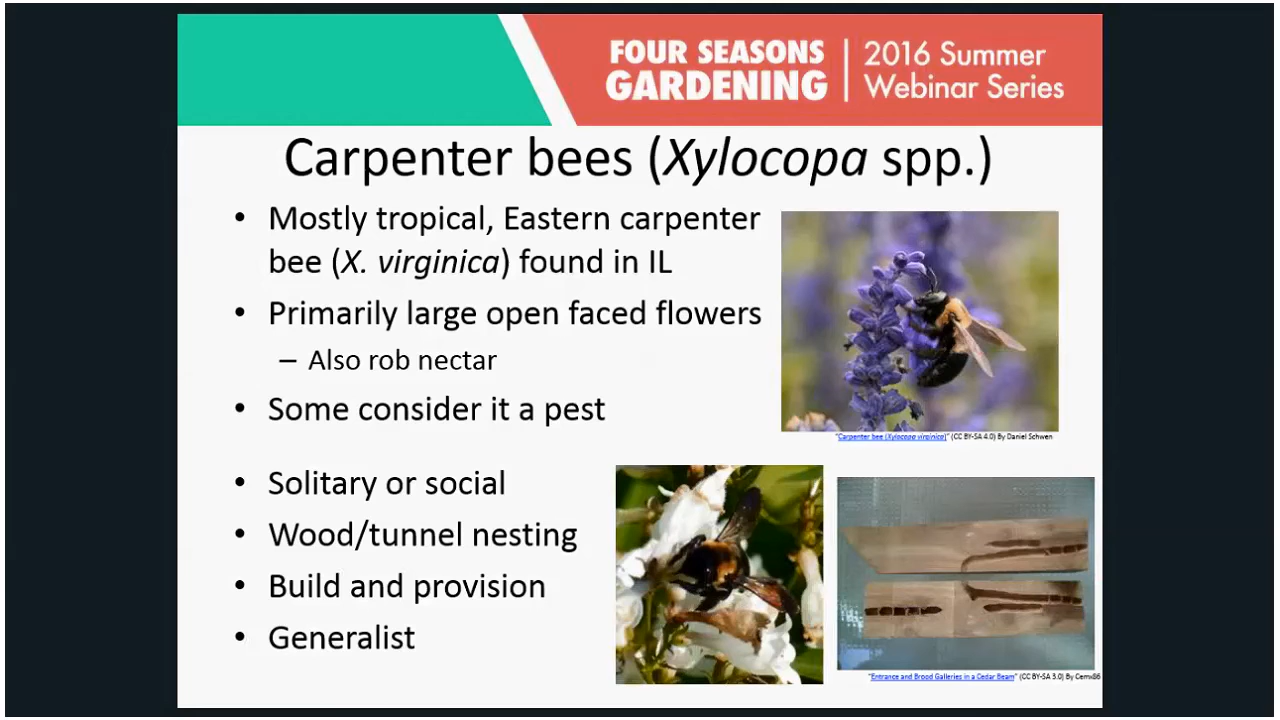 FOUR SEASONS
GARDENING
2016 Summer
Webinar Series
Carpenter bees (Xylocopa spp.)
• Mostly tropical, Eastern carpenter
bee (X. virginica) found in IL
• Primarily large open faced flowers
– Also rob nectar
• Some consider it a pest
"Carpenter bee (Xylocopa virginica)" (CC BY-SA 4.0) By Daniel Schwen
• Solitary or social
• Wood/tunnel nesting
• Build and provision
• Generalist
"Entrance and Brood Galleries in a Cedar Beam" (CC BY-SA 3.0) By Cemx86